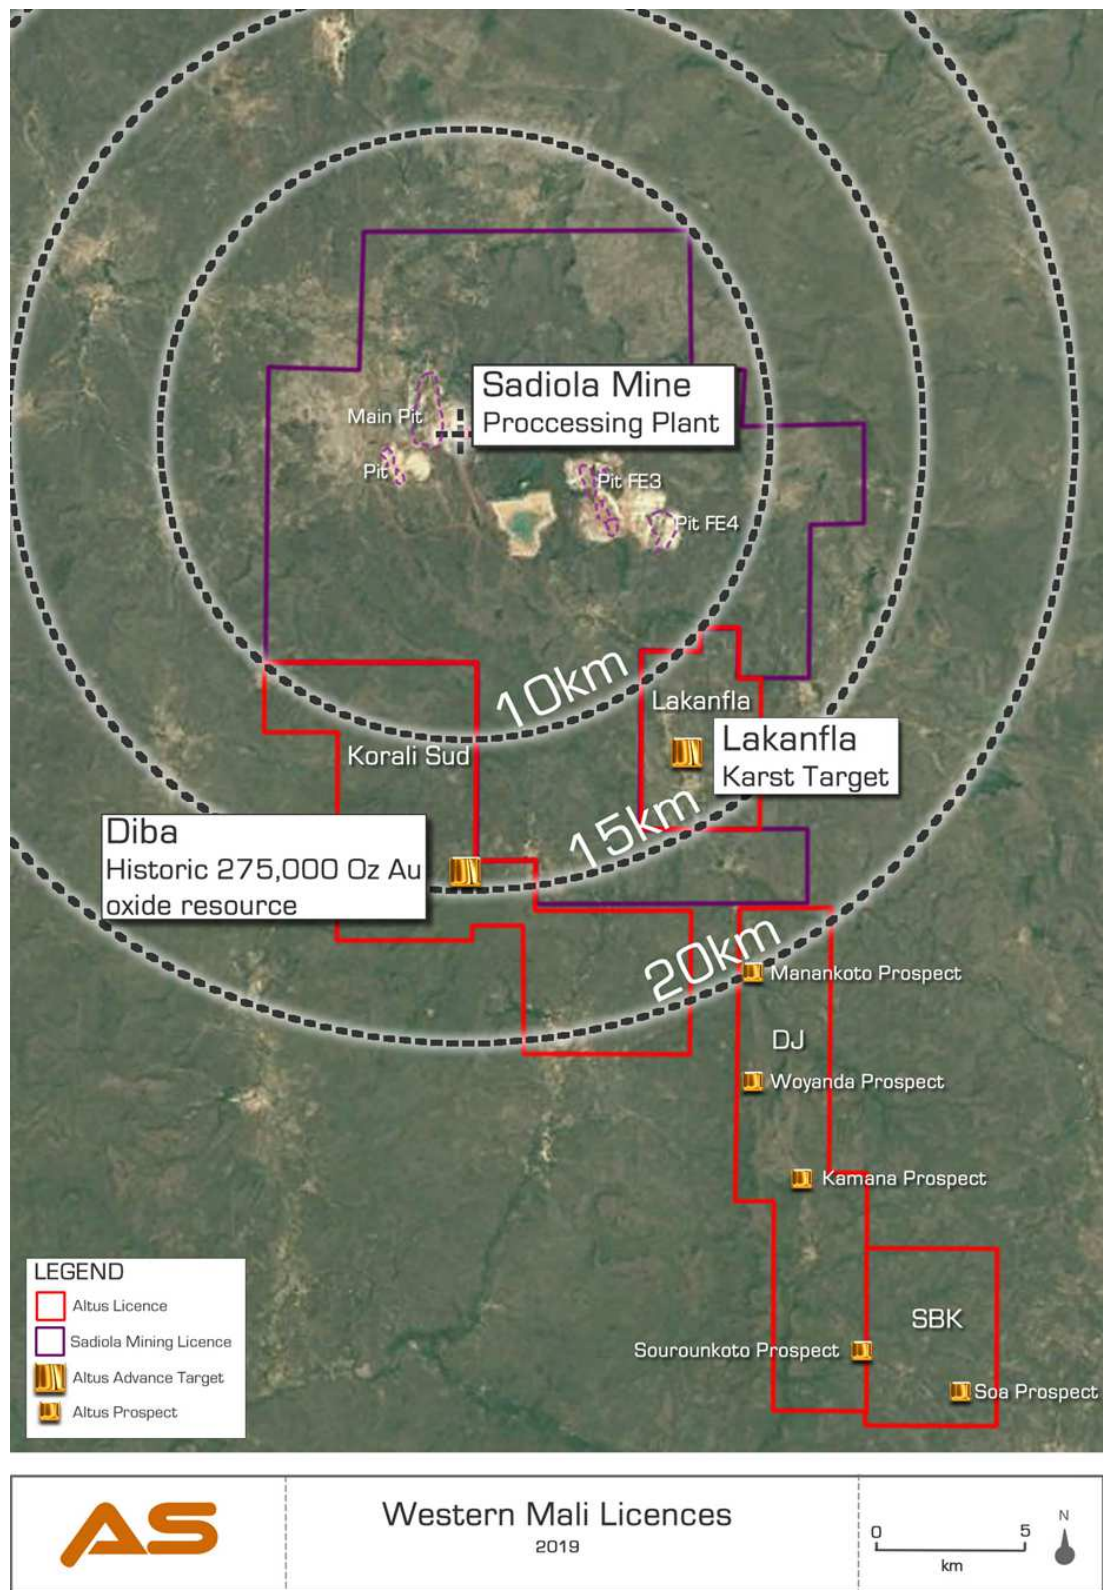 Sadiola Mine
Proccessing Plant
Main Pit
Pit
Pit FE3
Pit FE4
10km
Lakanfla
Korali Sud
Lakanfla
Karst Target
15km
Diba
Historic 275,000 Oz Au
oxide resource
20km
Manankoto Prospect
DJ
Woyanda Prospect
Kamana Prospect
SBK
Sourounkoto Prospect
Soa Prospect
LEGEND
Altus Licence
Sadiola Mining Licence
Altus Advance Target
Altus Prospect
AS
Western Mali Licences
2019
0 5
km
N